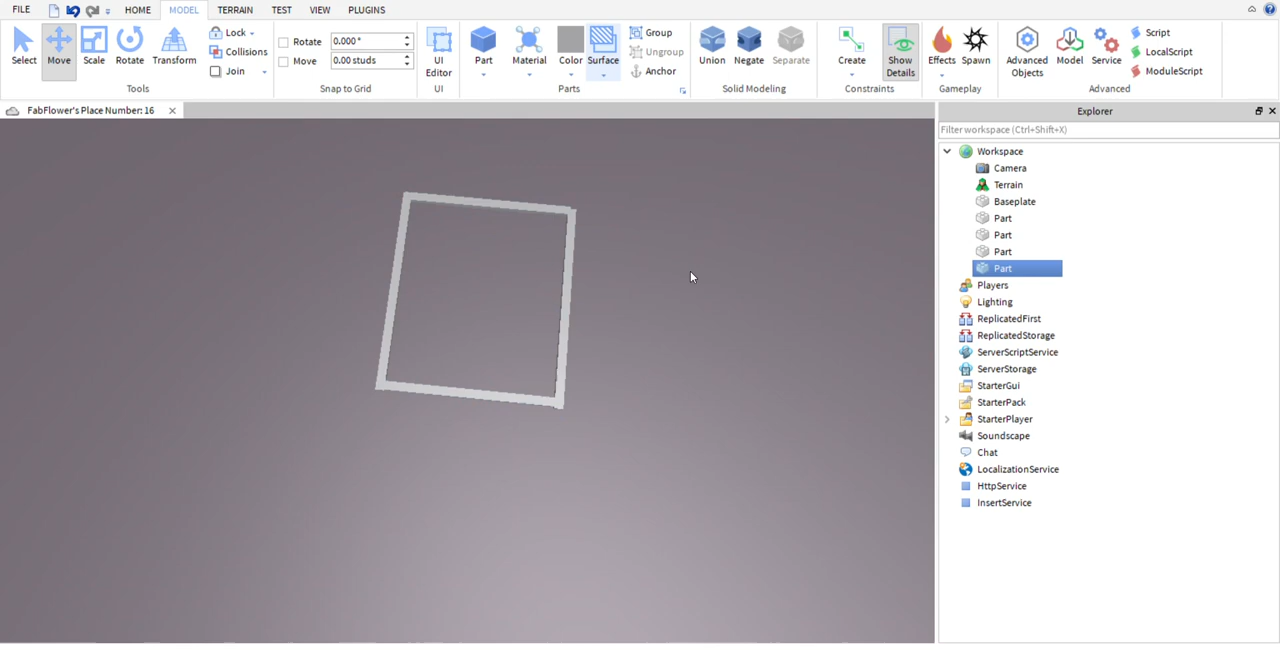 FILE HOME MODEL TERRAIN TEST VIEW PLUGINS
Select Move Scale Rotate Transform
Lock
Collisions
Join
Tools
Rotate 0.000 °
Move 0.00 studs
Snap to Grid
UI
Editor
UI
Part Material Color Surface
Group
Ungroup
Anchor
Parts
Union Negate Separate
Solid Modeling
Create Show
Details
Constraints
Effects Spawn
Gameplay
Advanced
Objects Model Service
Script
LocalScript
ModuleScript
Advanced
FabFlower's Place Number: 16
Explorer
Filter workspace (Ctrl+Shift+X)
Workspace
Camera
Terrain
Baseplate
Part
Part
Part
Part
Players
Lighting
ReplicatedFirst
ReplicatedStorage
ServerScriptService
ServerStorage
StarterGui
StarterPack
StarterPlayer
Soundscape
Chat
LocalizationService
HttpService
InsertService